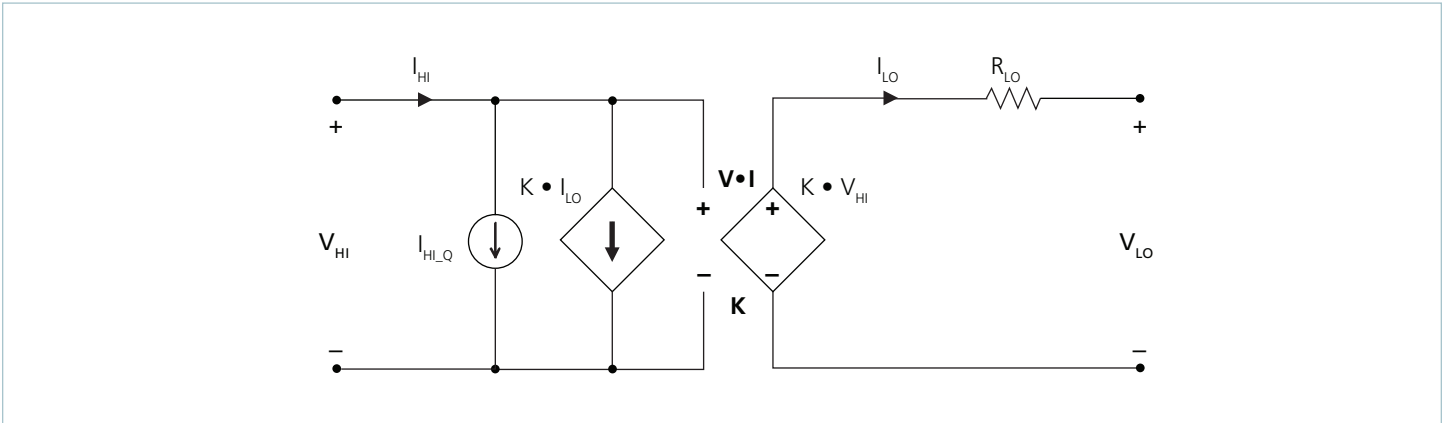 I_HI
I_LO
R_LO
+
+
V•I
K • I_LO
K • V_HI
+
+
V_HI
I_HI_Q
V_LO
−
−
K
−
−